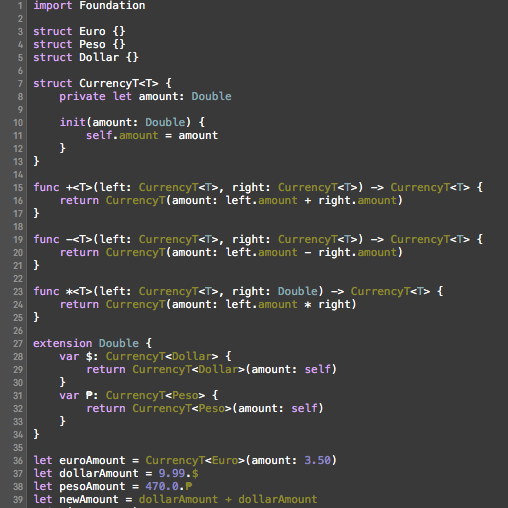 1 import Foundation
2
3 struct Euro {}
4 struct Peso {}
5 struct Dollar {}
6
7 struct CurrencyT<T> {
8     private let amount: Double
9
10     init(amount: Double) {
11         self.amount = amount
12     }
13 }
14
15 func +<T>(left: CurrencyT<T>, right: CurrencyT<T>) -> CurrencyT<T> {
16     return CurrencyT(amount: left.amount + right.amount)
17 }
18
19 func -<T>(left: CurrencyT<T>, right: CurrencyT<T>) -> CurrencyT<T> {
20     return CurrencyT(amount: left.amount - right.amount)
21 }
22
23 func *<T>(left: CurrencyT<T>, right: Double) -> CurrencyT<T> {
24     return CurrencyT(amount: left.amount * right)
25 }
26
27 extension Double {
28     var $: CurrencyT<Dollar> {
29         return CurrencyT<Dollar>(amount: self)
30     }
31     var ₱: CurrencyT<Peso> {
32         return CurrencyT<Peso>(amount: self)
33     }
34 }
35
36 let euroAmount = CurrencyT<Euro>(amount: 3.50)
37 let dollarAmount = 9.99.$
38 let pesoAmount = 470.0.₱
39 let newAmount = dollarAmount + dollarAmount